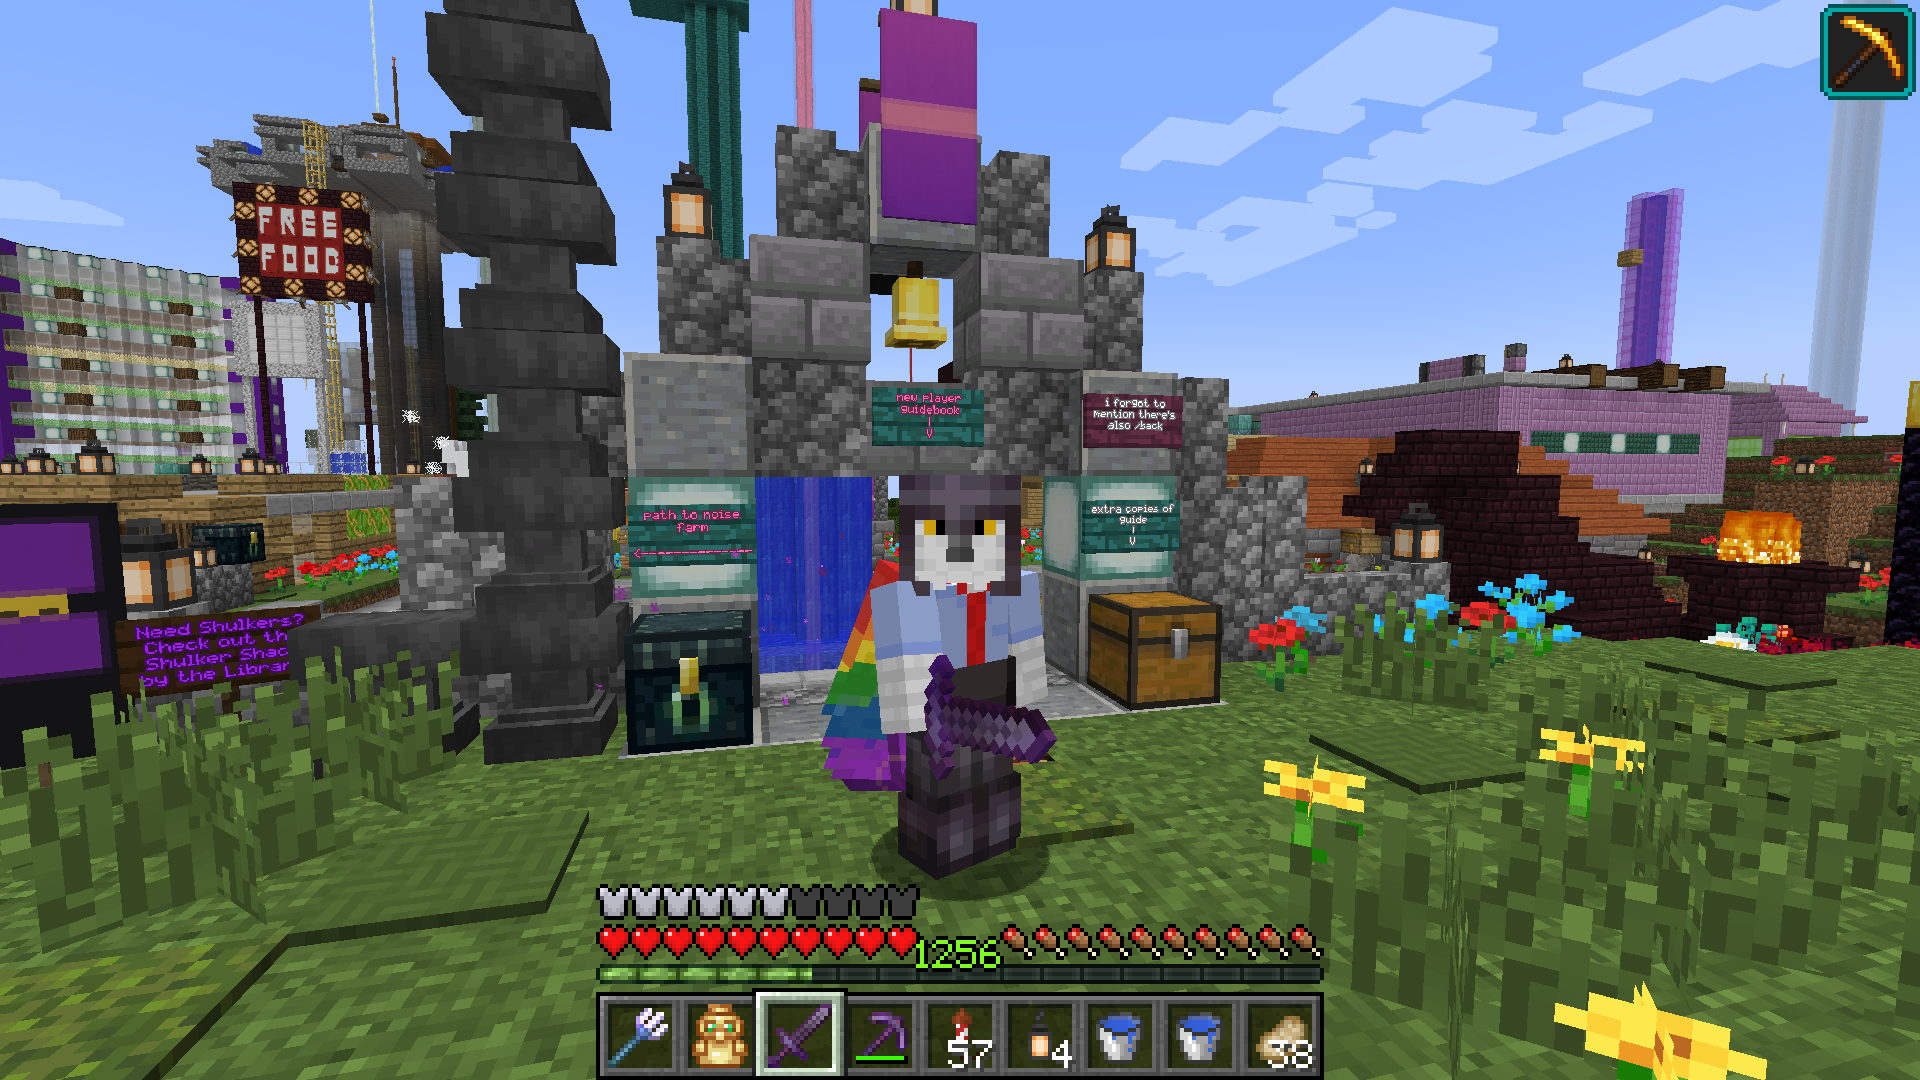 FREE
FOOD
new player
guidebook
i forgot to
mention there's
also /back
path to noise
farm
extra copies of
guide
Need Shulkers?
Check out th
Shulker Shac
by the Librar
1256
57
4
38